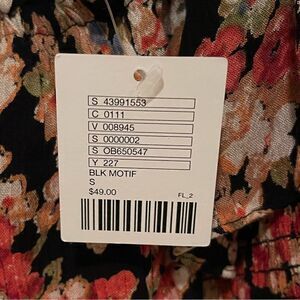 S 43991553
C 0111
V 008945
S 0000002
S OB650547
Y 227
BLK MOTIF
S
$49.00
FL_2